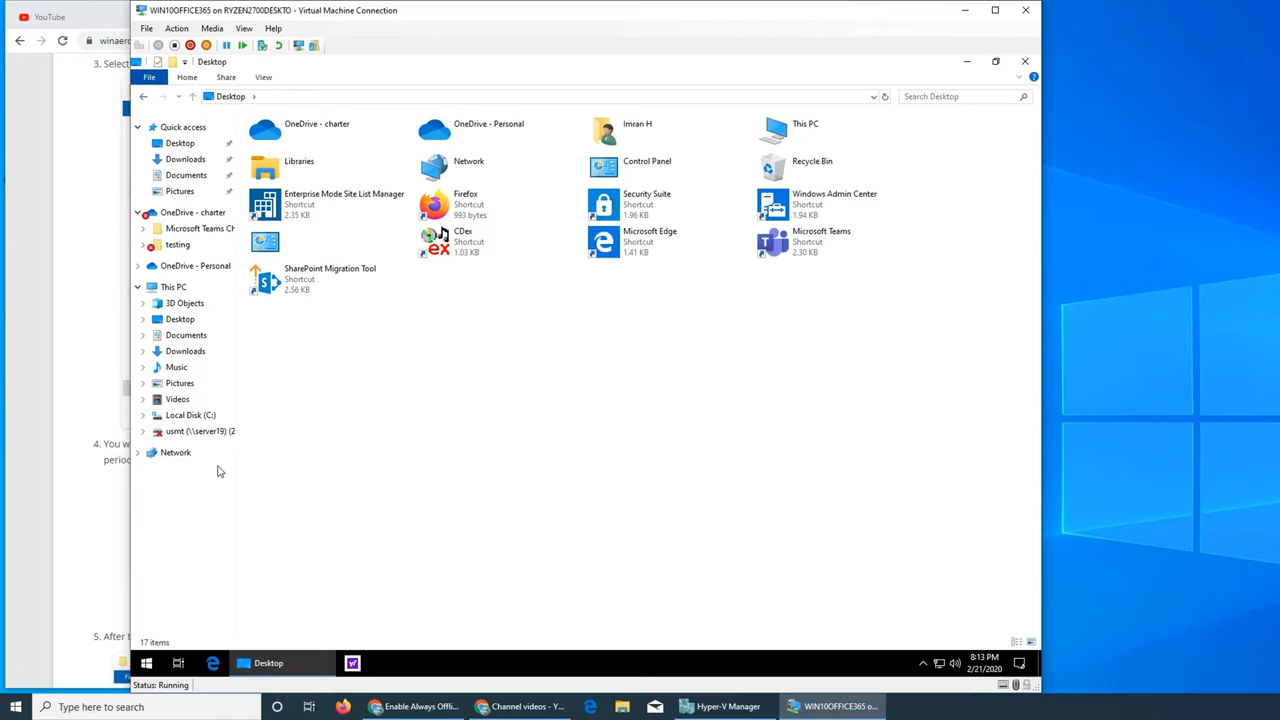 YouTube
WIN10OFFICE365 on RYZEN2700DESKTO - Virtual Machine Connection
File Action Media View Help
winaero
Desktop
File Home Share View
3. Select
Desktop
Search Desktop
Quick access
Desktop
Downloads
Documents
Pictures
OneDrive - charter
Microsoft Teams Ch
testing
OneDrive - Personal
This PC
3D Objects
Desktop
Documents
Downloads
Music
Pictures
Videos
Local Disk (C:)
usmt (\\server19) (Z
Network
OneDrive - charter
OneDrive - Personal
Imran H
This PC
Libraries
Network
Control Panel
Recycle Bin
Enterprise Mode Site List Manager
Shortcut
2.35 KB
Firefox
Shortcut
993 bytes
Security Suite
Shortcut
1.96 KB
Windows Admin Center
Shortcut
1.94 KB
CDex
Shortcut
1.03 KB
Microsoft Edge
Shortcut
1.41 KB
Microsoft Teams
Shortcut
2.30 KB
SharePoint Migration Tool
Shortcut
2.56 KB
4. You w
perio
5. After t
17 items
Desktop
8:13 PM
2/21/2020
Status: Running
Type here to search
Enable Always Offli...
Channel videos - Y...
Hyper-V Manager
WIN10OFFICE365 o...